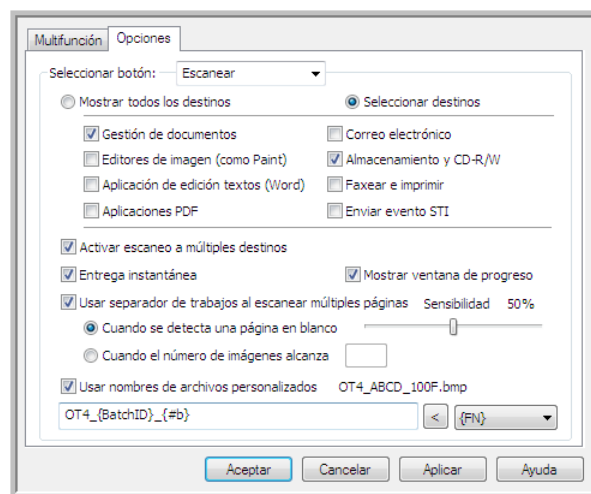 Multifunción Opciones
Seleccionar botón: Escanear
Mostrar todos los destinos Seleccionar destinos
Gestión de documentos Correo electrónico
Editores de imagen (como Paint) Almacenamiento y CD-R/W
Aplicación de edición textos (Word) Faxear e imprimir
Aplicaciones PDF Enviar evento STI
Activar escaneo a múltiples destinos
Entrega instantánea Mostrar ventana de progreso
Usar separador de trabajos al escanear múltiples páginas Sensibilidad 50%
Cuando se detecta una página en blanco
Cuando el número de imágenes alcanza
Usar nombres de archivos personalizados OT4_ABCD_100F.bmp
OT4_{BatchID}_{#b} < {FN}
Aceptar Cancelar Aplicar Ayuda